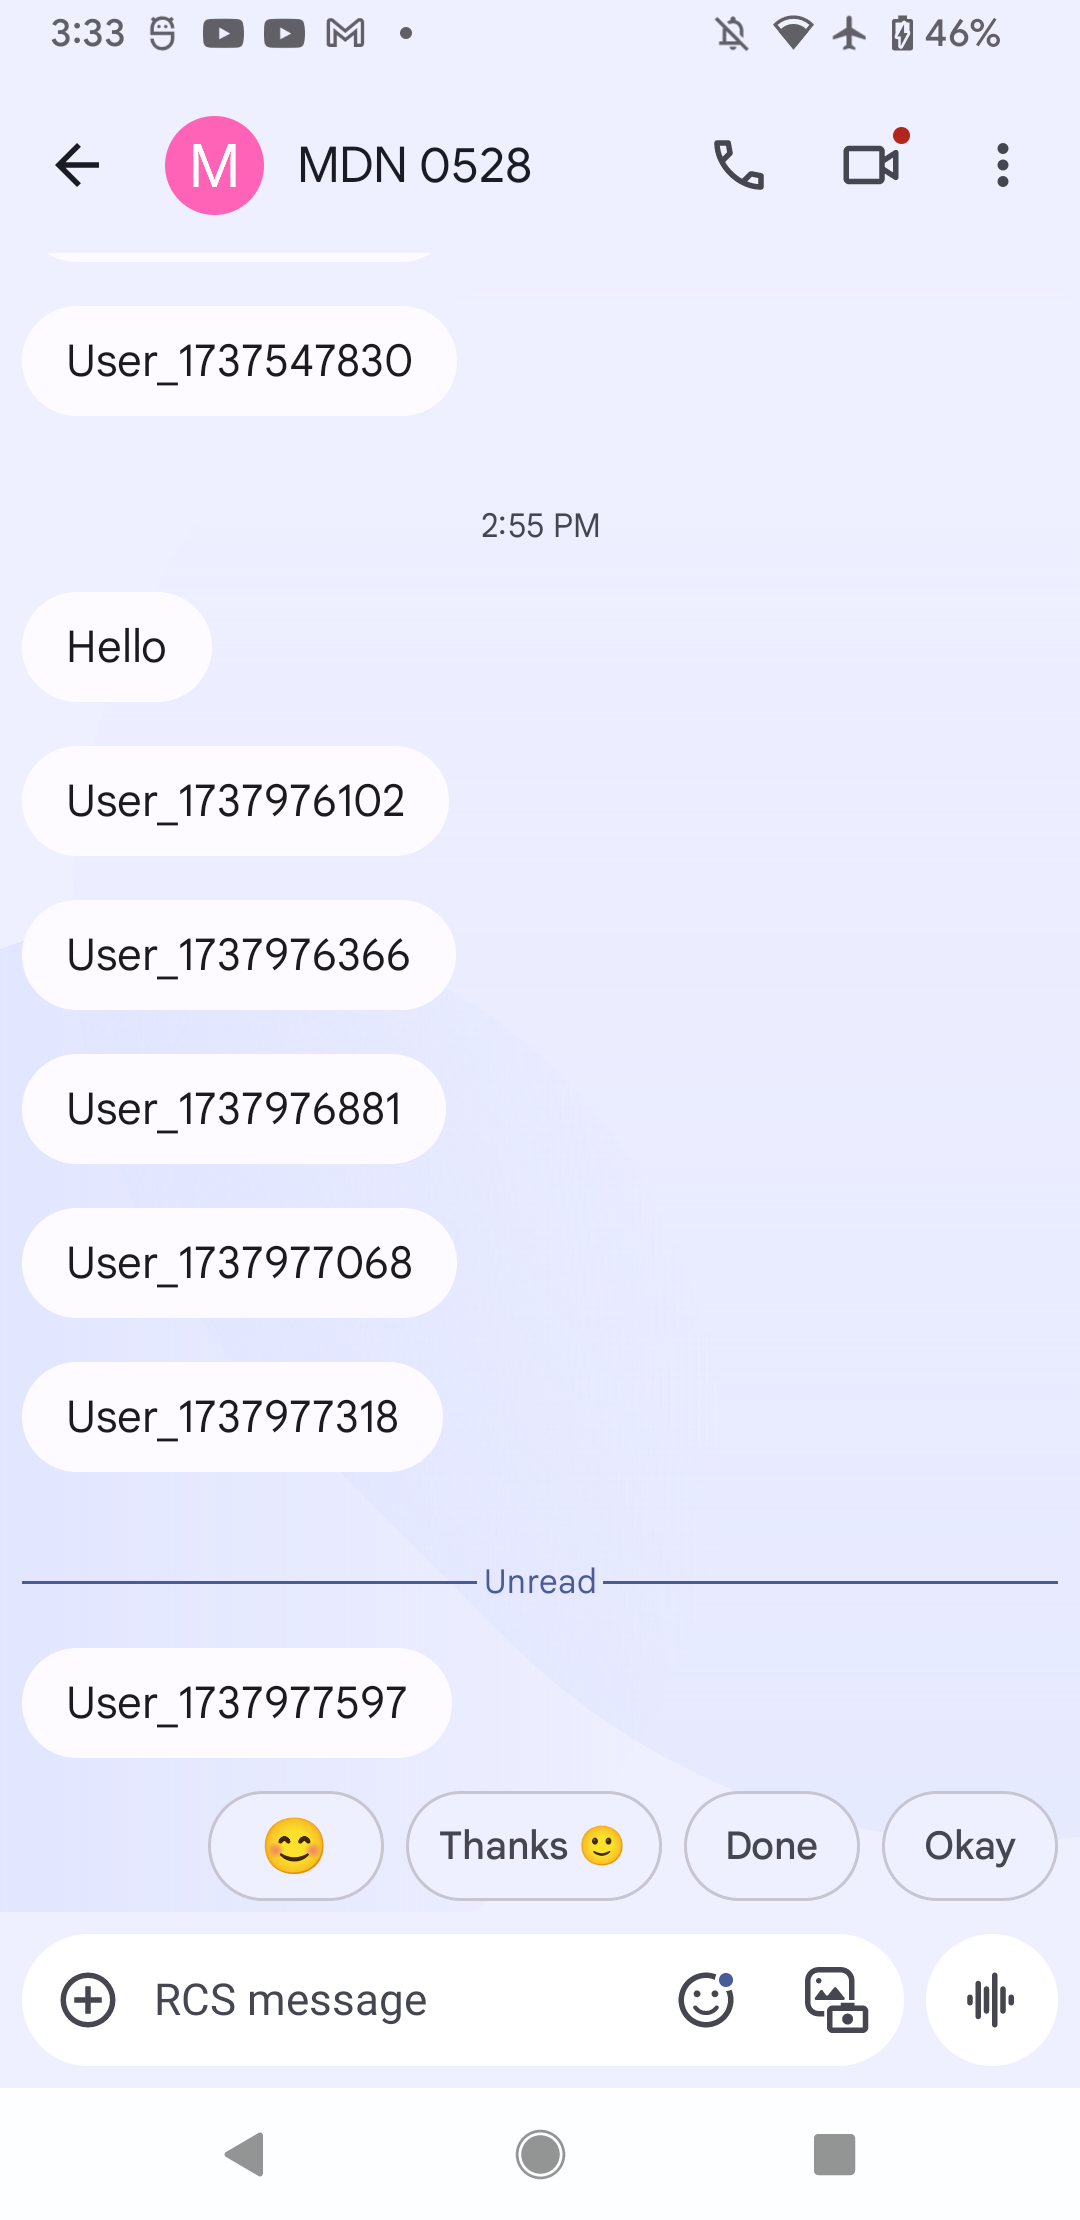 3:33 46%
M MDN 0528
User_1737547830
2:55 PM
Hello
User_1737976102
User_1737976366
User_1737976881
User_1737977068
User_1737977318
Unread
User_1737977597
😊 Thanks 🙂 Done Okay
RCS message